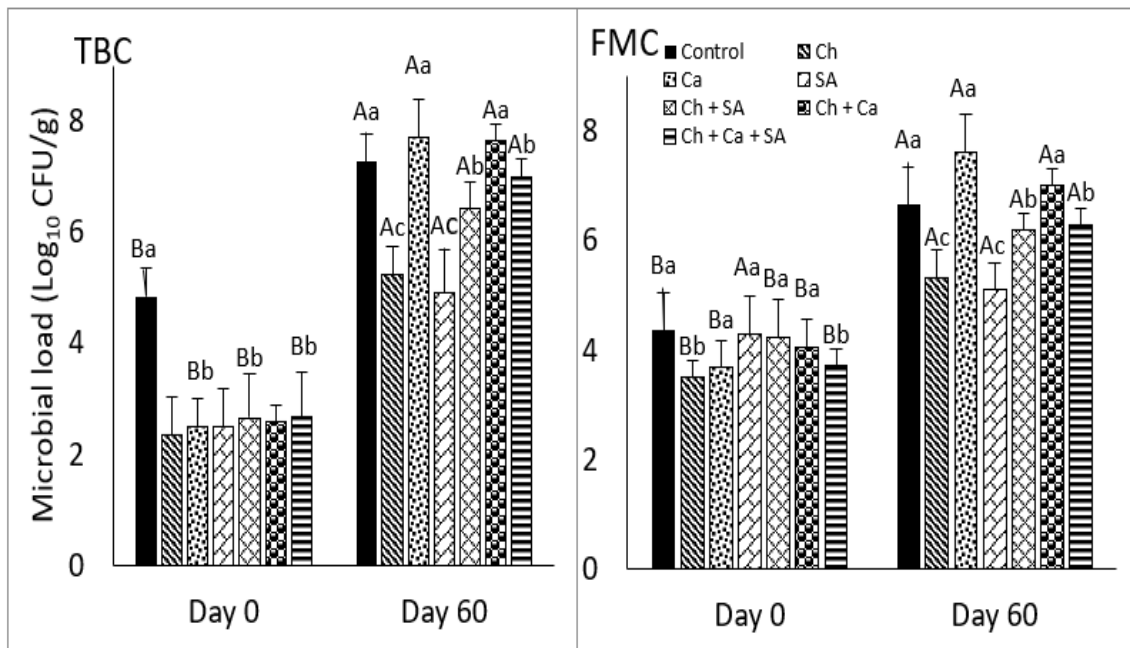 TBC
Microbial load (Log₁₀ CFU/g)
8
6
4
2
0
Ba
Bb
Bb
Bb
Aa
Ac
Aa
Ac
Ab
Aa
Ab
Day 0
Day 60
FMC
Control
Ch
Ca
SA
Ch + SA
Ch + Ca
Ch + Ca + SA
8
6
4
2
0
Ba
Bb
Ba
Aa
Ba
Ba
Bb
Aa
Ac
Aa
Ac
Ab
Aa
Ab
Day 0
Day 60